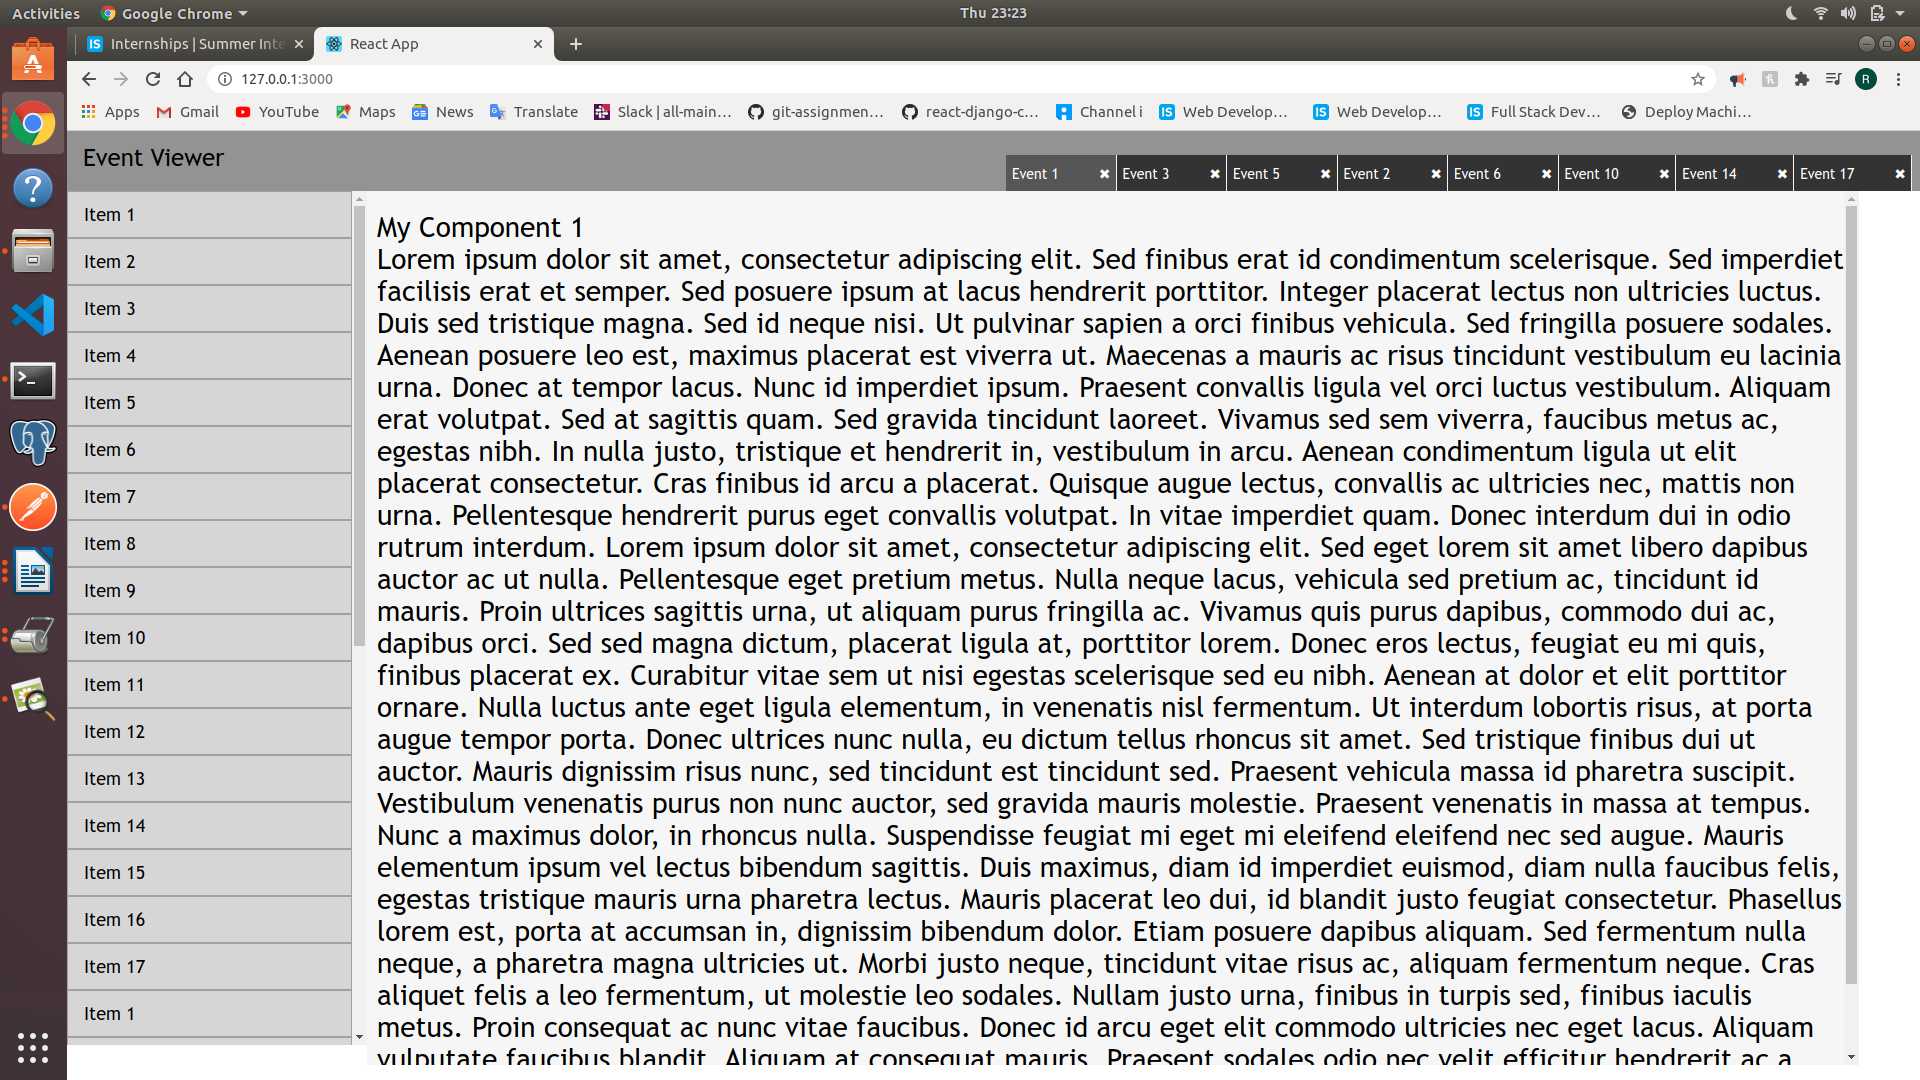 Activities Google Chrome Thu 23:23
Internships | Summer Inte React App
127.0.0.1:3000 R
Apps Gmail YouTube Maps News Translate Slack | all-main... git-assignmen... react-django-c... Channel i Web Develop... Web Develop... Full Stack Dev... Deploy Machi...
Event Viewer
Event 1 Event 3 Event 5 Event 2 Event 6 Event 10 Event 14 Event 17
Item 1
Item 2
Item 3
Item 4
Item 5
Item 6
Item 7
Item 8
Item 9
Item 10
Item 11
Item 12
Item 13
Item 14
Item 15
Item 16
Item 17
Item 1
My Component 1
Lorem ipsum dolor sit amet, consectetur adipiscing elit. Sed finibus erat id condimentum scelerisque. Sed imperdiet
facilisis erat et semper. Sed posuere ipsum at lacus hendrerit porttitor. Integer placerat lectus non ultricies luctus.
Duis sed tristique magna. Sed id neque nisi. Ut pulvinar sapien a orci finibus vehicula. Sed fringilla posuere sodales.
Aenean posuere leo est, maximus placerat est viverra ut. Maecenas a mauris ac risus tincidunt vestibulum eu lacinia
urna. Donec at tempor lacus. Nunc id imperdiet ipsum. Praesent convallis ligula vel orci luctus vestibulum. Aliquam
erat volutpat. Sed at sagittis quam. Sed gravida tincidunt laoreet. Vivamus sed sem viverra, faucibus metus ac,
egestas nibh. In nulla justo, tristique et hendrerit in, vestibulum in arcu. Aenean condimentum ligula ut elit
placerat consectetur. Cras finibus id arcu a placerat. Quisque augue lectus, convallis ac ultricies nec, mattis non
urna. Pellentesque hendrerit purus eget convallis volutpat. In vitae imperdiet quam. Donec interdum dui in odio
rutrum interdum. Lorem ipsum dolor sit amet, consectetur adipiscing elit. Sed eget lorem sit amet libero dapibus
auctor ac ut nulla. Pellentesque eget pretium metus. Nulla neque lacus, vehicula sed pretium ac, tincidunt id
mauris. Proin ultrices sagittis urna, ut aliquam purus fringilla ac. Vivamus quis purus dapibus, commodo dui ac,
dapibus orci. Sed sed magna dictum, placerat ligula at, porttitor lorem. Donec eros lectus, feugiat eu mi quis,
finibus placerat ex. Curabitur vitae sem ut nisi egestas scelerisque sed eu nibh. Aenean at dolor et elit porttitor
ornare. Nulla luctus ante eget ligula elementum, in venenatis nisl fermentum. Ut interdum lobortis risus, at porta
augue tempor porta. Donec ultrices nunc nulla, eu dictum tellus rhoncus sit amet. Sed tristique finibus dui ut
auctor. Mauris dignissim risus nunc, sed tincidunt est tincidunt sed. Praesent vehicula massa id pharetra suscipit.
Vestibulum venenatis purus non nunc auctor, sed gravida mauris molestie. Praesent venenatis in massa at tempus.
Nunc a maximus dolor, in rhoncus nulla. Suspendisse feugiat mi eget mi eleifend eleifend nec sed augue. Mauris
elementum ipsum vel lectus bibendum sagittis. Duis maximus, diam id imperdiet euismod, diam nulla faucibus felis,
egestas tristique mauris urna pharetra lectus. Mauris placerat leo dui, id blandit justo feugiat consectetur. Phasellus
lorem est, porta at accumsan in, dignissim bibendum dolor. Etiam posuere dapibus aliquam. Sed fermentum nulla
neque, a pharetra magna ultricies ut. Morbi justo neque, tincidunt vitae risus ac, aliquam fermentum neque. Cras
aliquet felis a leo fermentum, ut molestie leo sodales. Nullam justo urna, finibus in turpis sed, finibus iaculis
metus. Proin consequat ac nunc vitae faucibus. Donec id arcu eget elit commodo ultricies nec eget lacus. Aliquam
vulputate faucibus blandit. Aliquam at consequat mauris. Praesent sodales odio nec velit efficitur hendrerit ac a